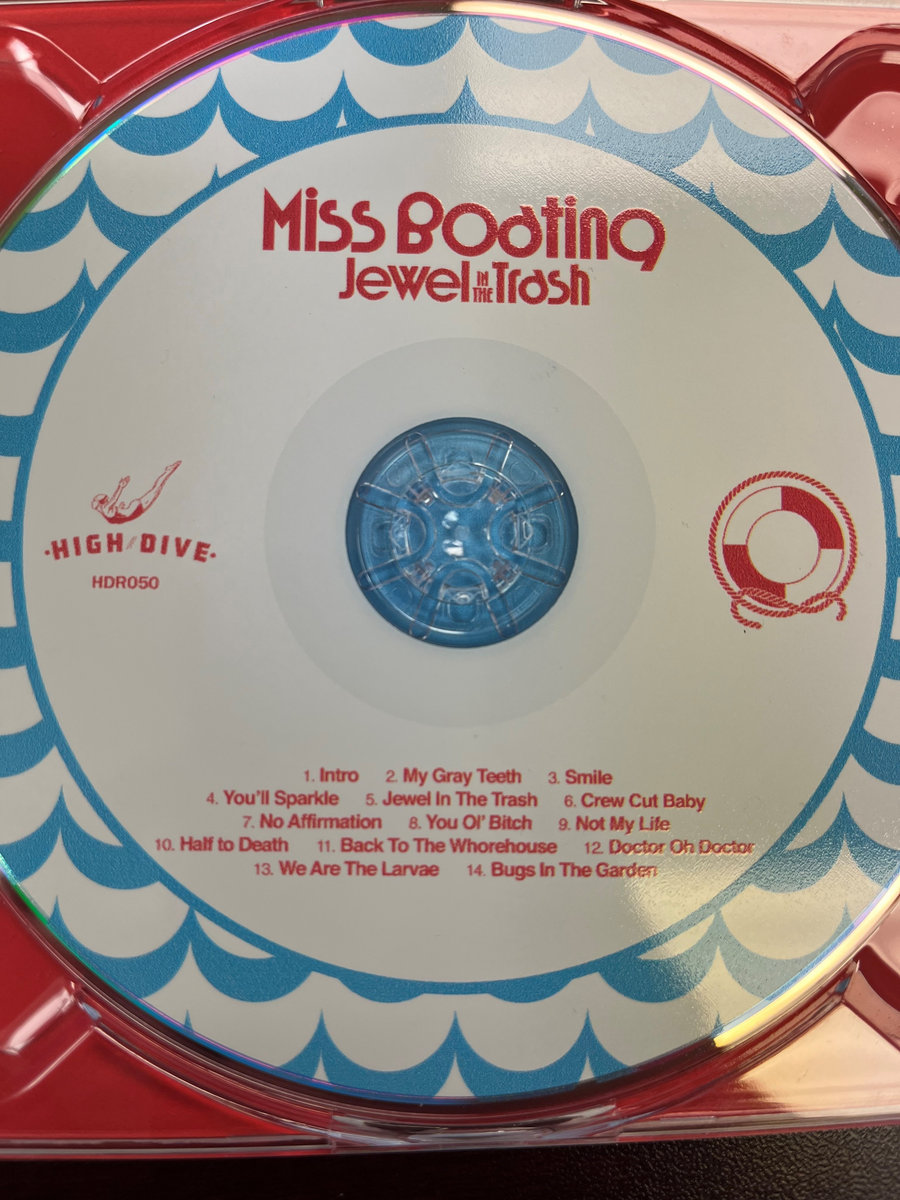 Miss Boating
Jewel IN THE Trash
·HIGH//DIVE·
HDR050
1. Intro 2. My Gray Teeth 3. Smile
4. You'll Sparkle 5. Jewel In The Trash 6. Crew Cut Baby
7. No Affirmation 8. You Ol' Bitch 9. Not My Life
10. Half to Death 11. Back To The Whorehouse 12. Doctor Oh Doctor
13. We Are The Larvae 14. Bugs In The Garden